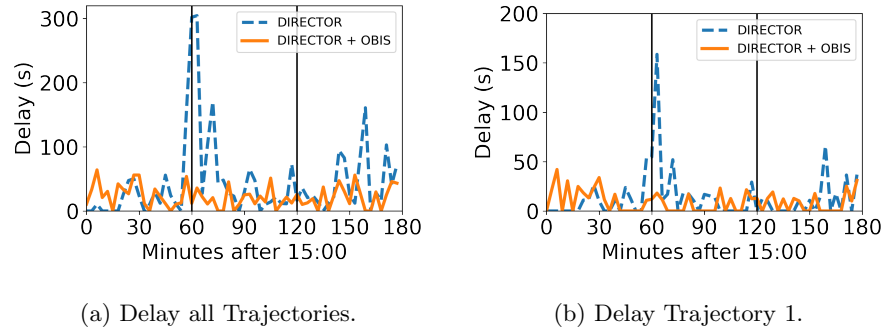 DIRECTOR
DIRECTOR + OBIS
300
200
100
0
Delay (s)
0 30 60 90 120 150 180
Minutes after 15:00
(a) Delay all Trajectories.
DIRECTOR
DIRECTOR + OBIS
200
150
100
50
0
Delay (s)
0 30 60 90 120 150 180
Minutes after 15:00
(b) Delay Trajectory 1.